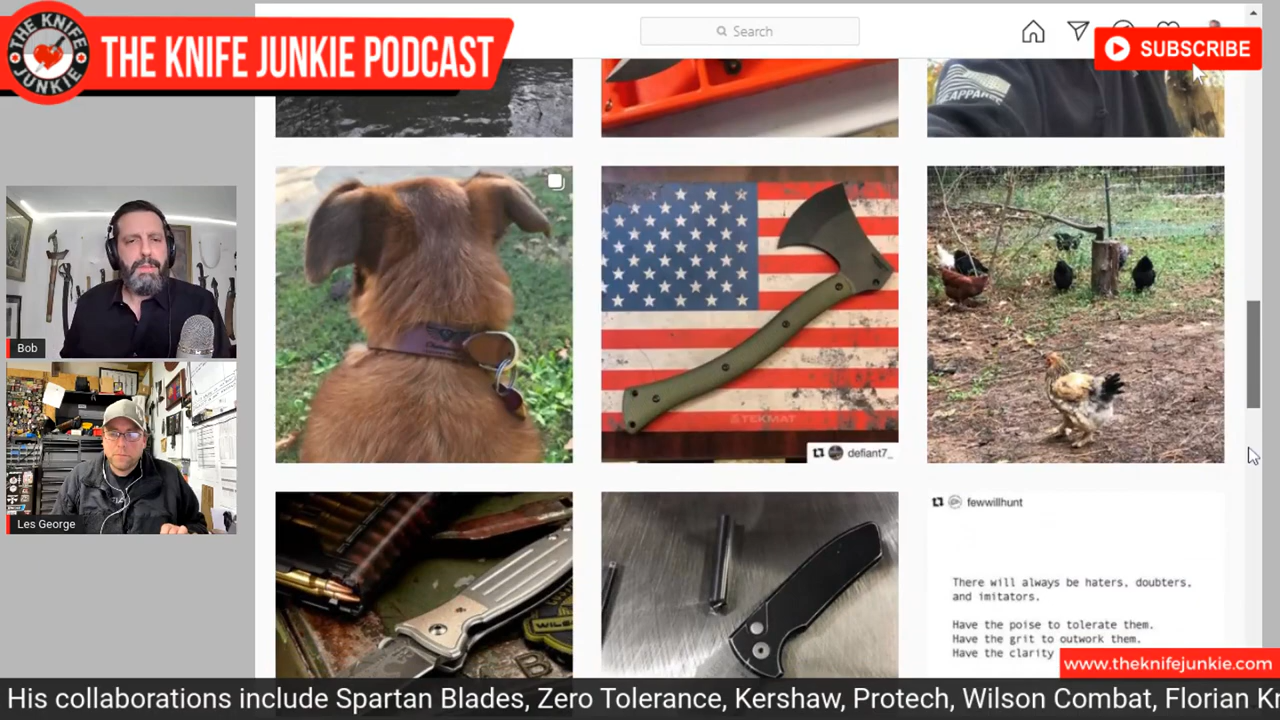 THE KNIFE
JUNKIE
THE KNIFE JUNKIE PODCAST
Search
SUBSCRIBE
APPAREL
Bob
Les George
TEKMAT
defiant7_
fewwillhunt
There will always be haters, doubters,
and imitators.
Have the poise to tolerate them.
Have the grit to outwork them.
Have the clarity
www.theknifejunkie.com
His collaborations include Spartan Blades, Zero Tolerance, Kershaw, Protech, Wilson Combat, Florian Kn